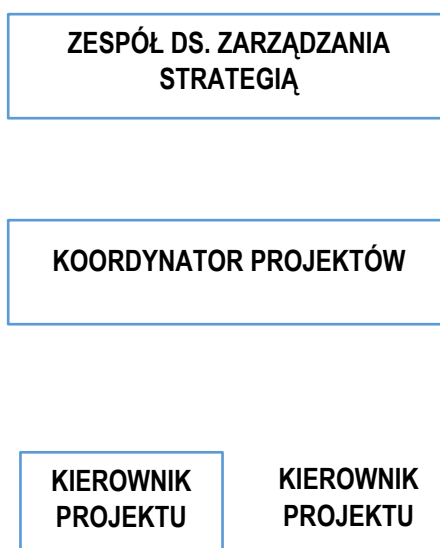 ZESPÓŁ DS. ZARZĄDZANIA
STRATEGIĄ
KOORDYNATOR PROJEKTÓW
KIEROWNIK
PROJEKTU
KIEROWNIK
PROJEKTU